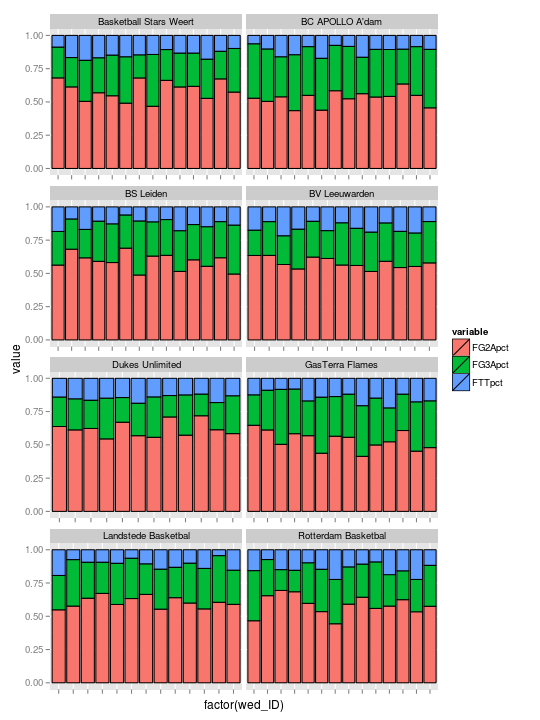 Basketball Stars Weert
BC APOLLO A'dam
1.00
0.75
0.50
0.25
0.00
BS Leiden
BV Leeuwarden
1.00
0.75
0.50
0.25
0.00
Dukes Unlimited
GasTerra Flames
1.00
0.75
0.50
0.25
0.00
Landstede Basketbal
Rotterdam Basketbal
1.00
0.75
0.50
0.25
0.00
value
factor(wed_ID)
variable
FG2Apct
FG3Apct
FTTpct